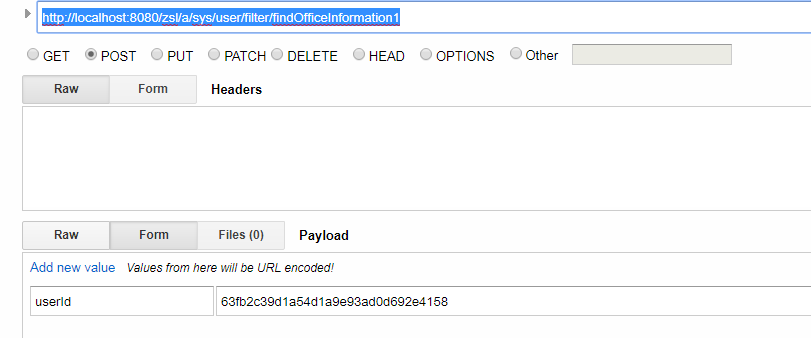 http://localhost:8080/zsl/a/sys/user/filter/findOfficeInformation1
GET POST PUT PATCH DELETE HEAD OPTIONS Other
Raw Form Headers
Raw Form Files (0) Payload
Add new value Values from here will be URL encoded!
userId 63fb2c39d1a54d1a9e93ad0d692e4158